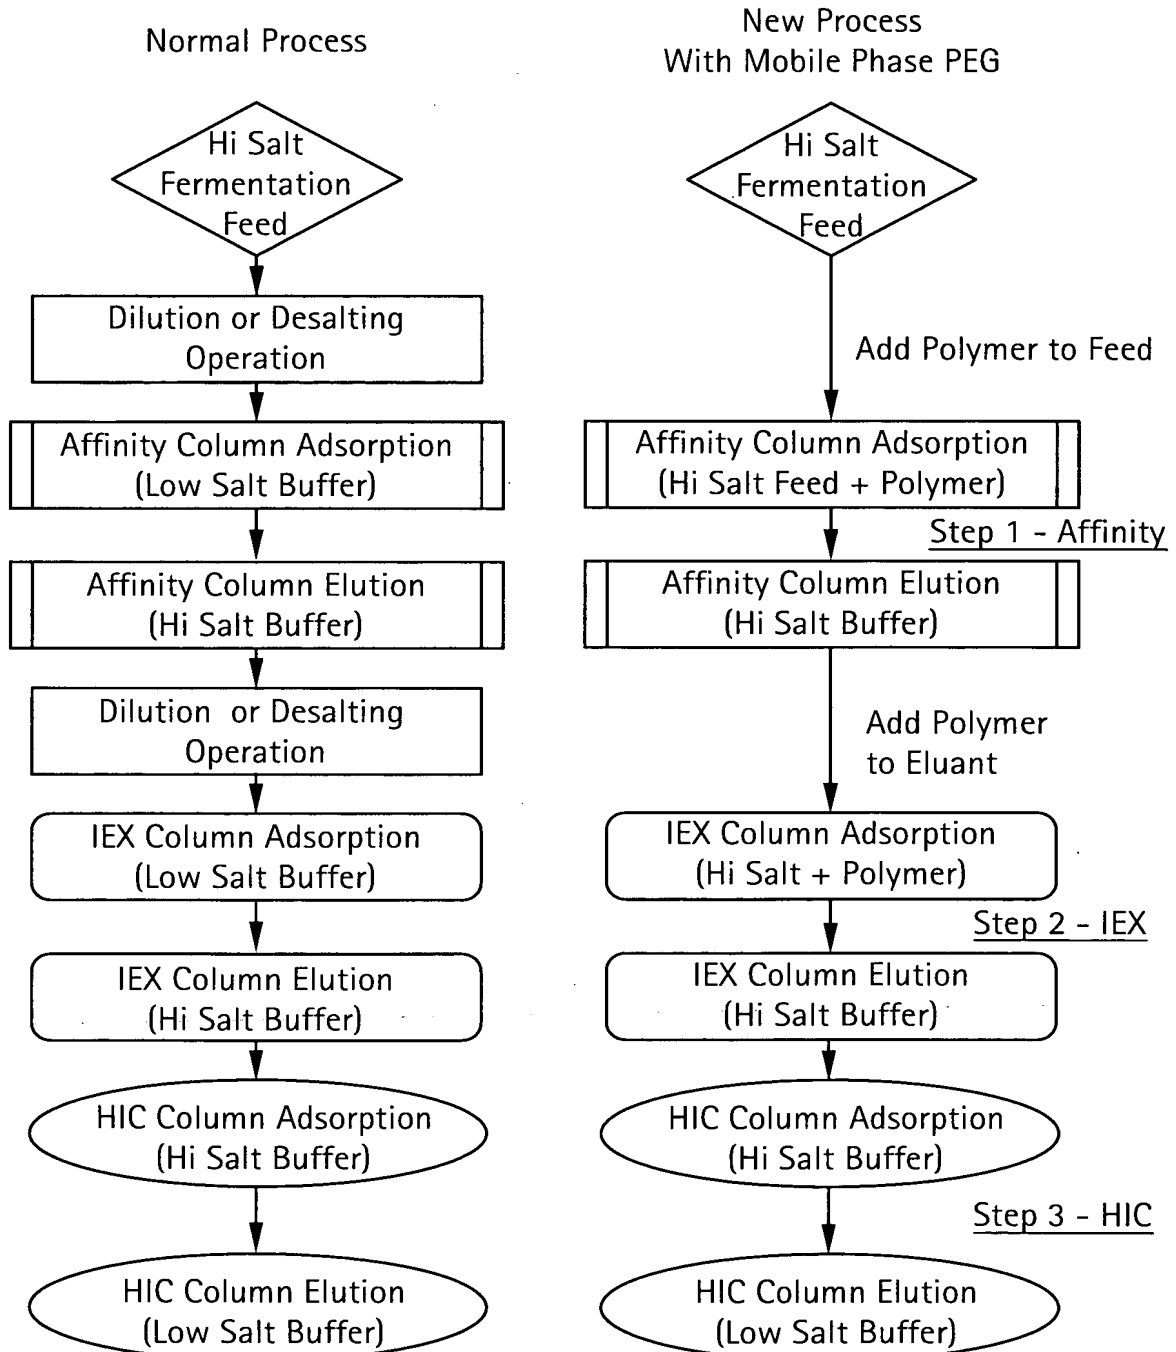 Normal Process
Hi Salt
Fermentation
Feed
Dilution or Desalting
Operation
Affinity Column Adsorption
(Low Salt Buffer)
Affinity Column Elution
(Hi Salt Buffer)
Dilution or Desalting
Operation
IEX Column Adsorption
(Low Salt Buffer)
IEX Column Elution
(Hi Salt Buffer)
HIC Column Adsorption
(Hi Salt Buffer)
HIC Column Elution
(Low Salt Buffer)
New Process
With Mobile Phase PEG
Hi Salt
Fermentation
Feed
Add Polymer to Feed
Affinity Column Adsorption
(Hi Salt Feed + Polymer)
Step 1 - Affinity
Affinity Column Elution
(Hi Salt Buffer)
Add Polymer
to Eluant
IEX Column Adsorption
(Hi Salt + Polymer)
Step 2 - IEX
IEX Column Elution
(Hi Salt Buffer)
HIC Column Adsorption
(Hi Salt Buffer)
Step 3 - HIC
HIC Column Elution
(Low Salt Buffer)